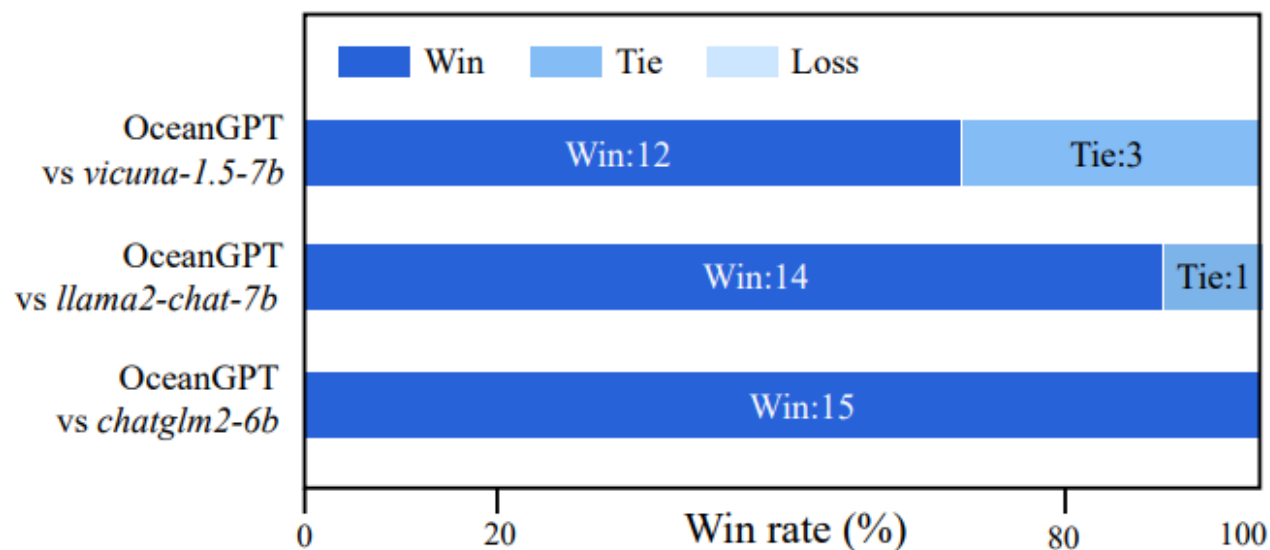 Win Tie Loss
OceanGPT
vs vicuna-1.5-7b
Win:12 Tie:3
OceanGPT
vs llama2-chat-7b
Win:14 Tie:1
OceanGPT
vs chatglm2-6b
Win:15
0 20 80 100
Win rate (%)